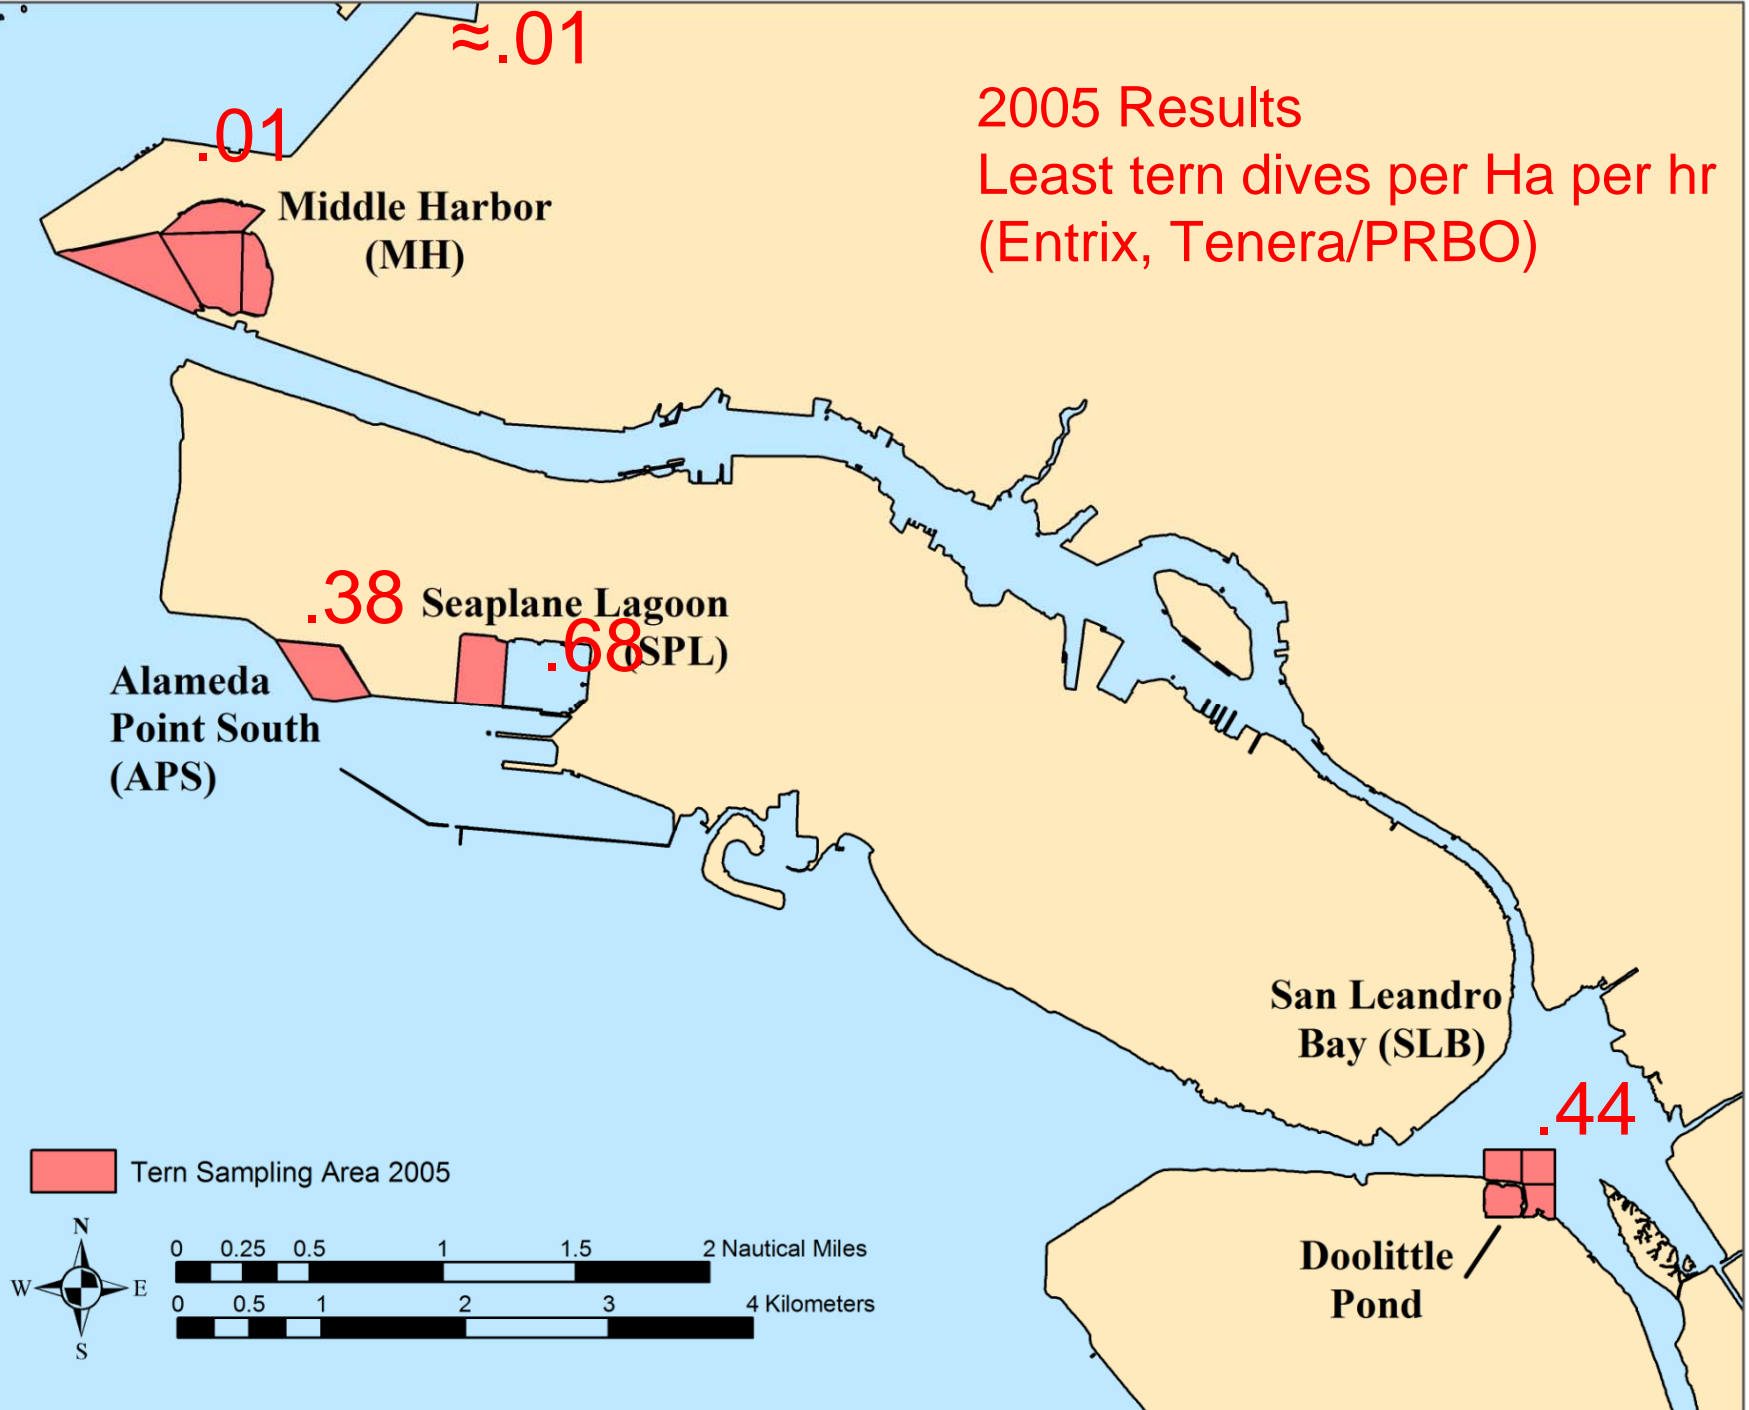 ≈.01
2005 Results
Least tern dives per Ha per hr
(Entrix, Tenera/PRBO)
.01
Middle Harbor
(MH)
.38
Seaplane Lagoon
(SPL)
.68
Alameda
Point South
(APS)
San Leandro
Bay (SLB)
.44
Doolittle
Pond
Tern Sampling Area 2005
N
W E
S
0 0.25 0.5 1 1.5 2 Nautical Miles
0 0.5 1 2 3 4 Kilometers